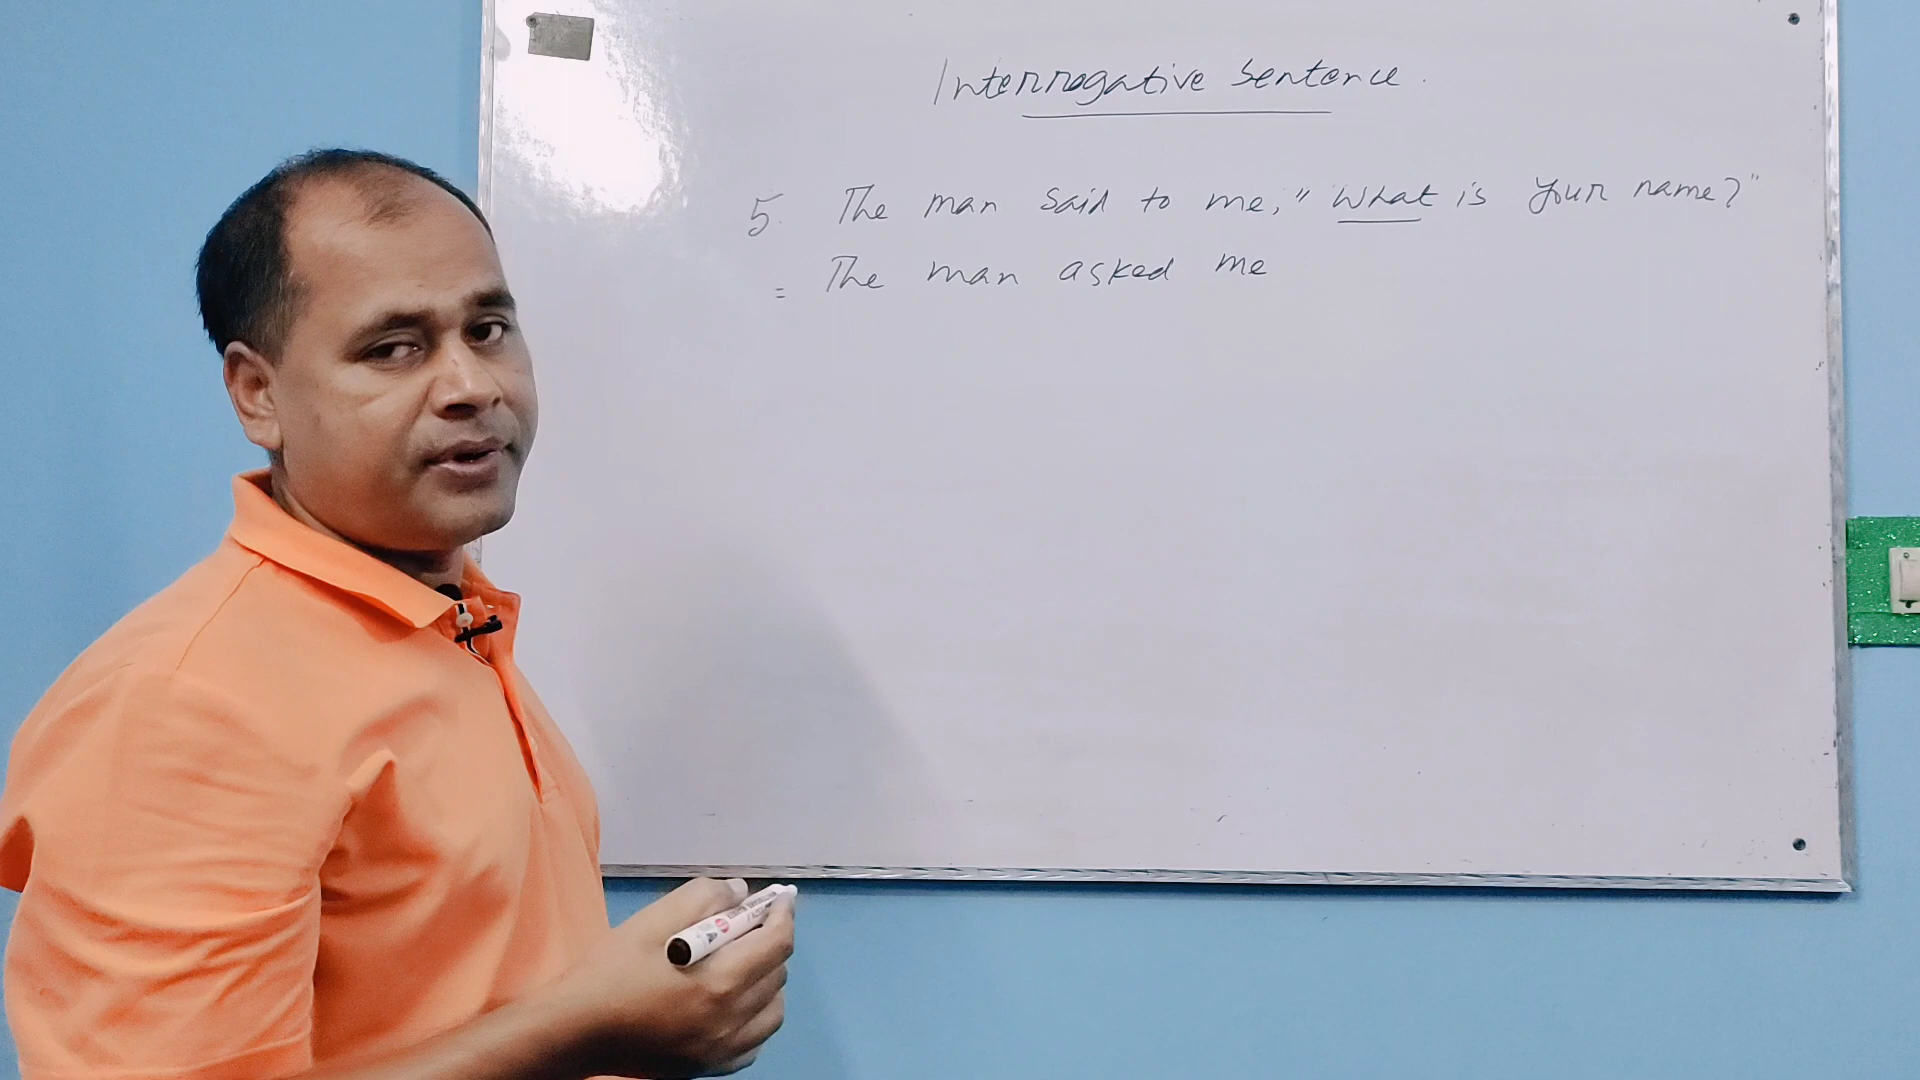 Interrogative Sentence.
5. The man said to me, "What is your name?"
= The man asked me